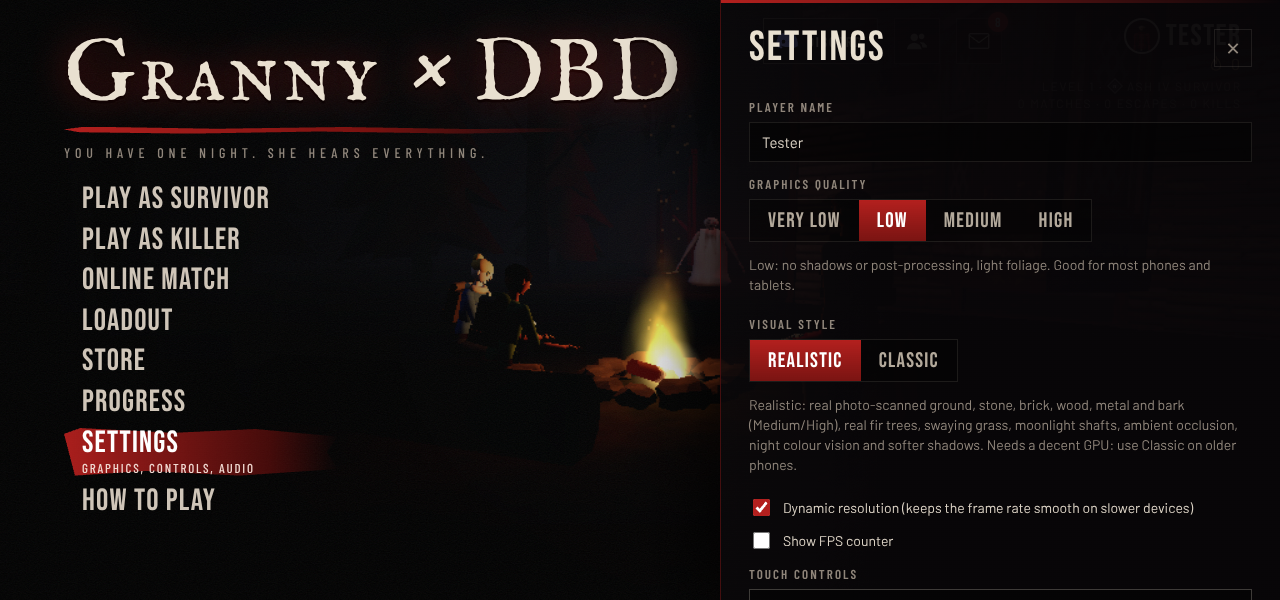 Granny × DBD
YOU HAVE ONE NIGHT. SHE HEARS EVERYTHING.
PLAY AS SURVIVOR
PLAY AS KILLER
ONLINE MATCH
LOADOUT
STORE
PROGRESS
SETTINGS
GRAPHICS, CONTROLS, AUDIO
HOW TO PLAY
SETTINGS
TESTER
PLAYER NAME
Tester
GRAPHICS QUALITY
VERY LOW LOW MEDIUM HIGH
Low: no shadows or post-processing, light foliage. Good for most phones and
tablets.
VISUAL STYLE
REALISTIC CLASSIC
Realistic: real photo-scanned ground, stone, brick, wood, metal and bark
(Medium/High), real fir trees, swaying grass, moonlight shafts, ambient occlusion,
night colour vision and softer shadows. Needs a decent GPU: use Classic on older
phones.
Dynamic resolution (keeps the frame rate smooth on slower devices)
Show FPS counter
TOUCH CONTROLS